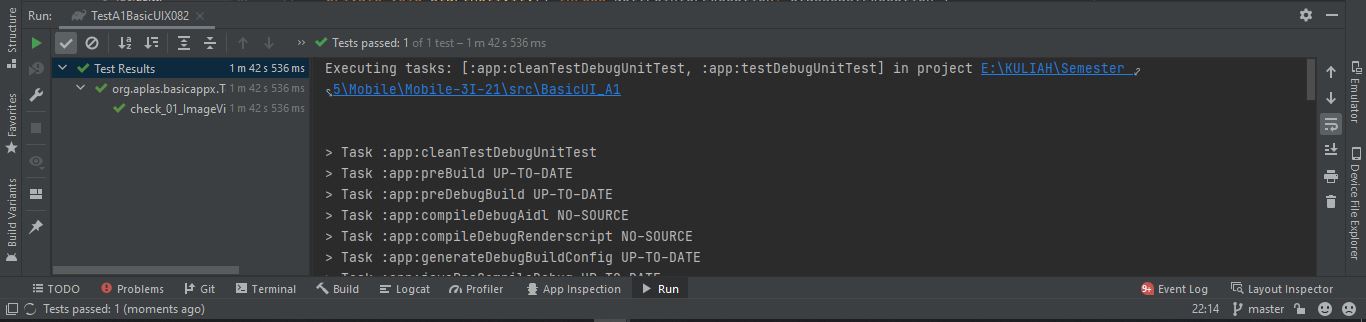 Run: TestA1BasicUIX082
Tests passed: 1 of 1 test – 1 m 42 s 536 ms
Test Results 1 m 42 s 536 ms
org.aplas.basicappx.T 1 m 42 s 536 ms
check_01_ImageVi 1 m 42 s 536 ms
Executing tasks: [:app:cleanTestDebugUnitTest, :app:testDebugUnitTest] in project E:\KULIAH\Semester
5\Mobile\Mobile-3I-21\src\BasicUI_A1
> Task :app:cleanTestDebugUnitTest
> Task :app:preBuild UP-TO-DATE
> Task :app:preDebugBuild UP-TO-DATE
> Task :app:compileDebugAidl NO-SOURCE
> Task :app:compileDebugRenderscript NO-SOURCE
> Task :app:generateDebugBuildConfig UP-TO-DATE
Structure
Favorites
Build Variants
Emulator
Device File Explorer
TODO Problems Git Terminal Build Logcat Profiler App Inspection Run 9+ Event Log Layout Inspector
Tests passed: 1 (moments ago) 22:14 master